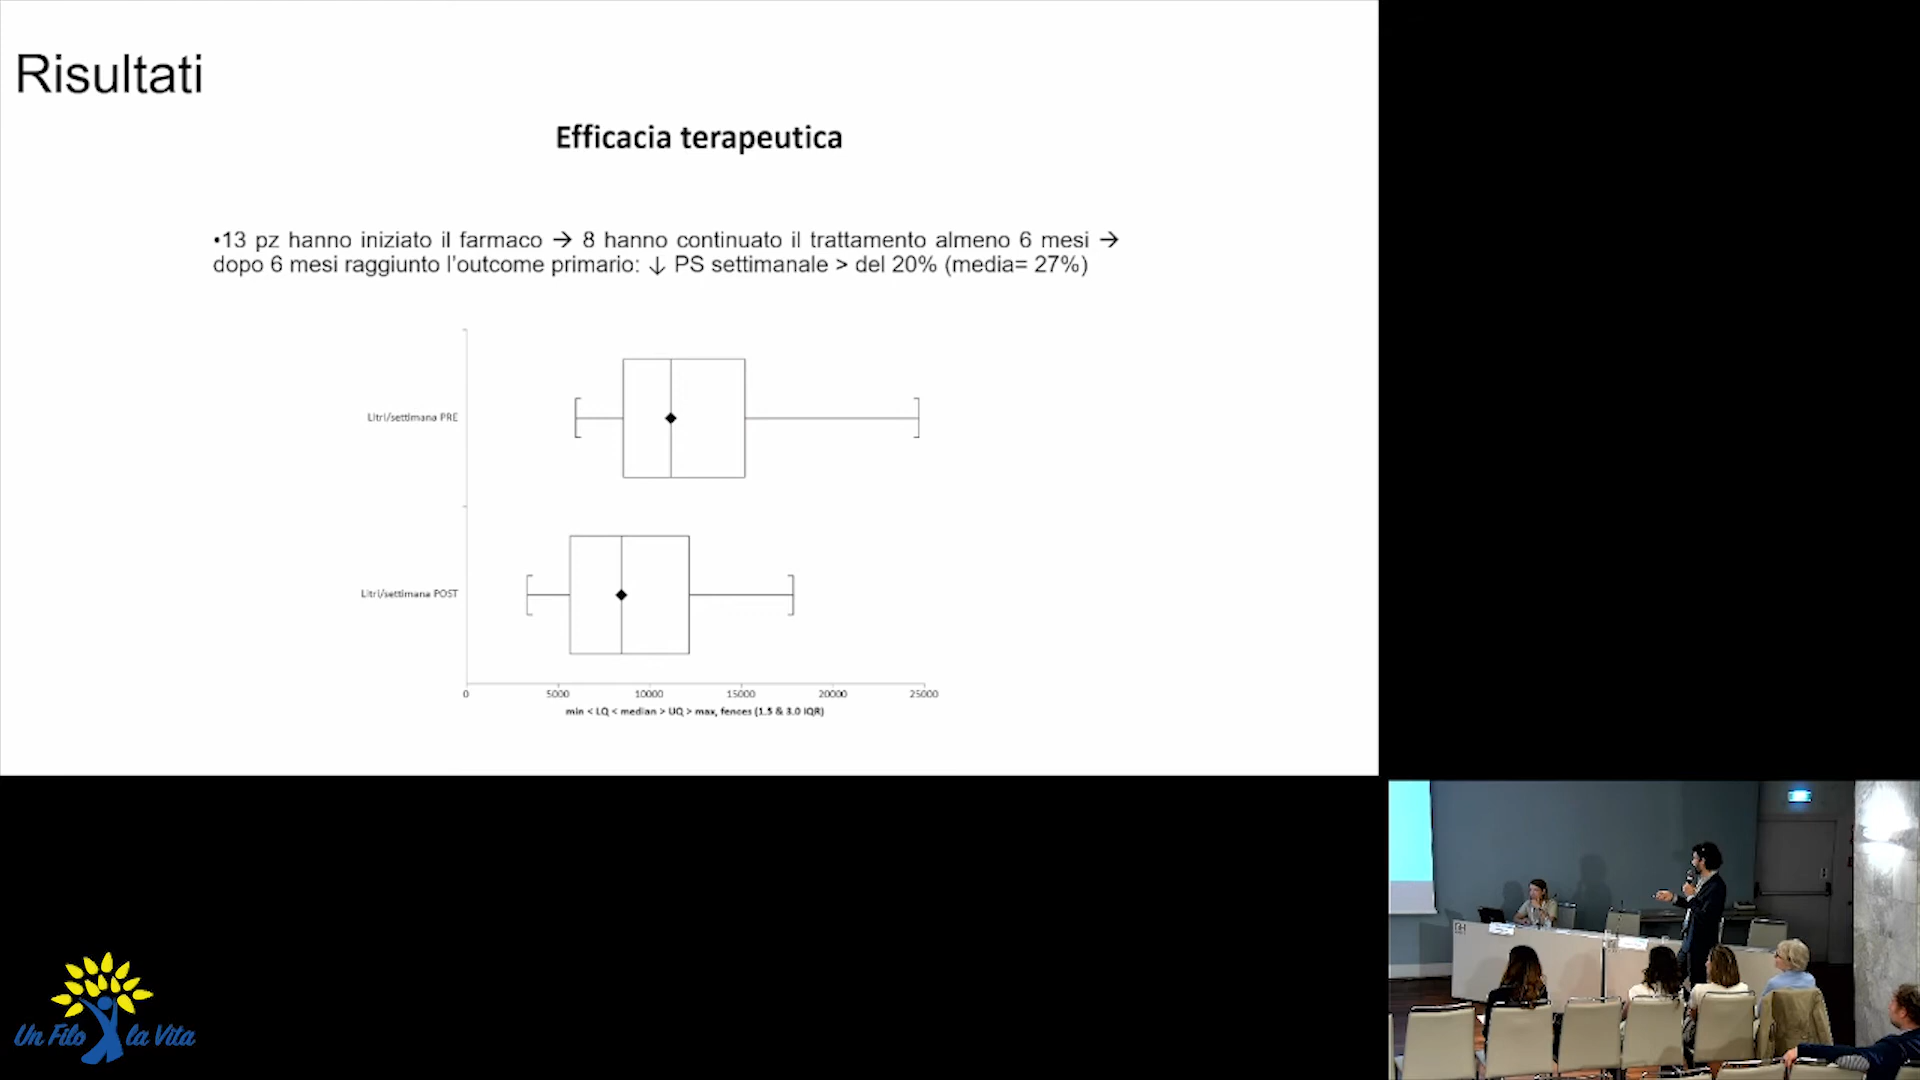 Risultati
Efficacia terapeutica
•13 pz hanno iniziato il farmaco → 8 hanno continuato il trattamento almeno 6 mesi →
dopo 6 mesi raggiunto l'outcome primario: ↓ PS settimanale > del 20% (media= 27%)
Litri/settimana PRE
Litri/settimana POST
0 5000 10000 15000 20000 25000
min < LQ < median > UQ > max, fences (1.5 & 3.0 IQR)
Un Filo la Vita